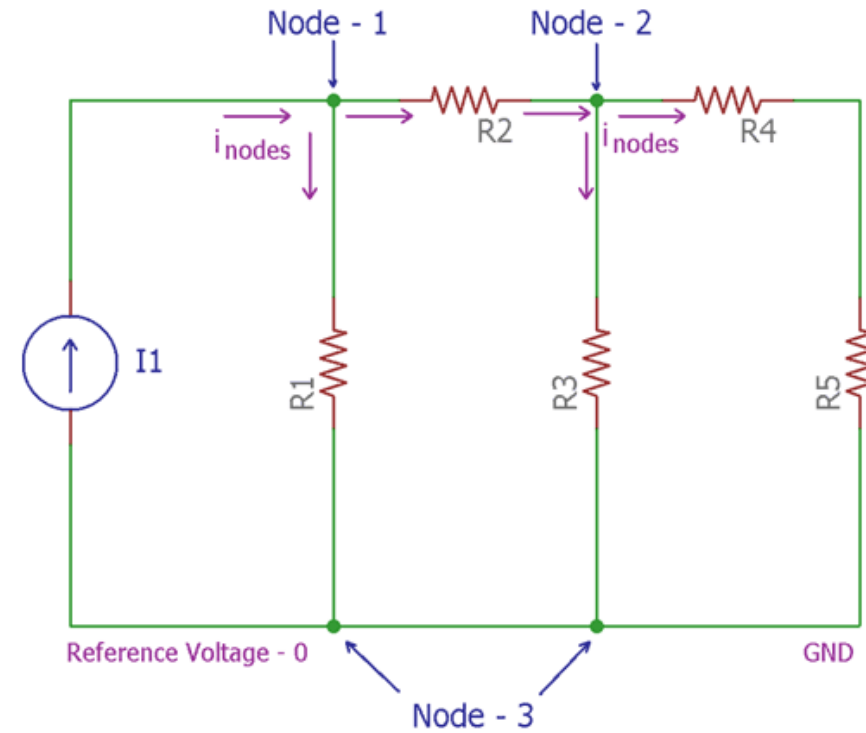 Node - 1
Node - 2
i nodes
R2
i nodes
R4
I1
R1
R3
R5
Reference Voltage - 0
GND
Node - 3